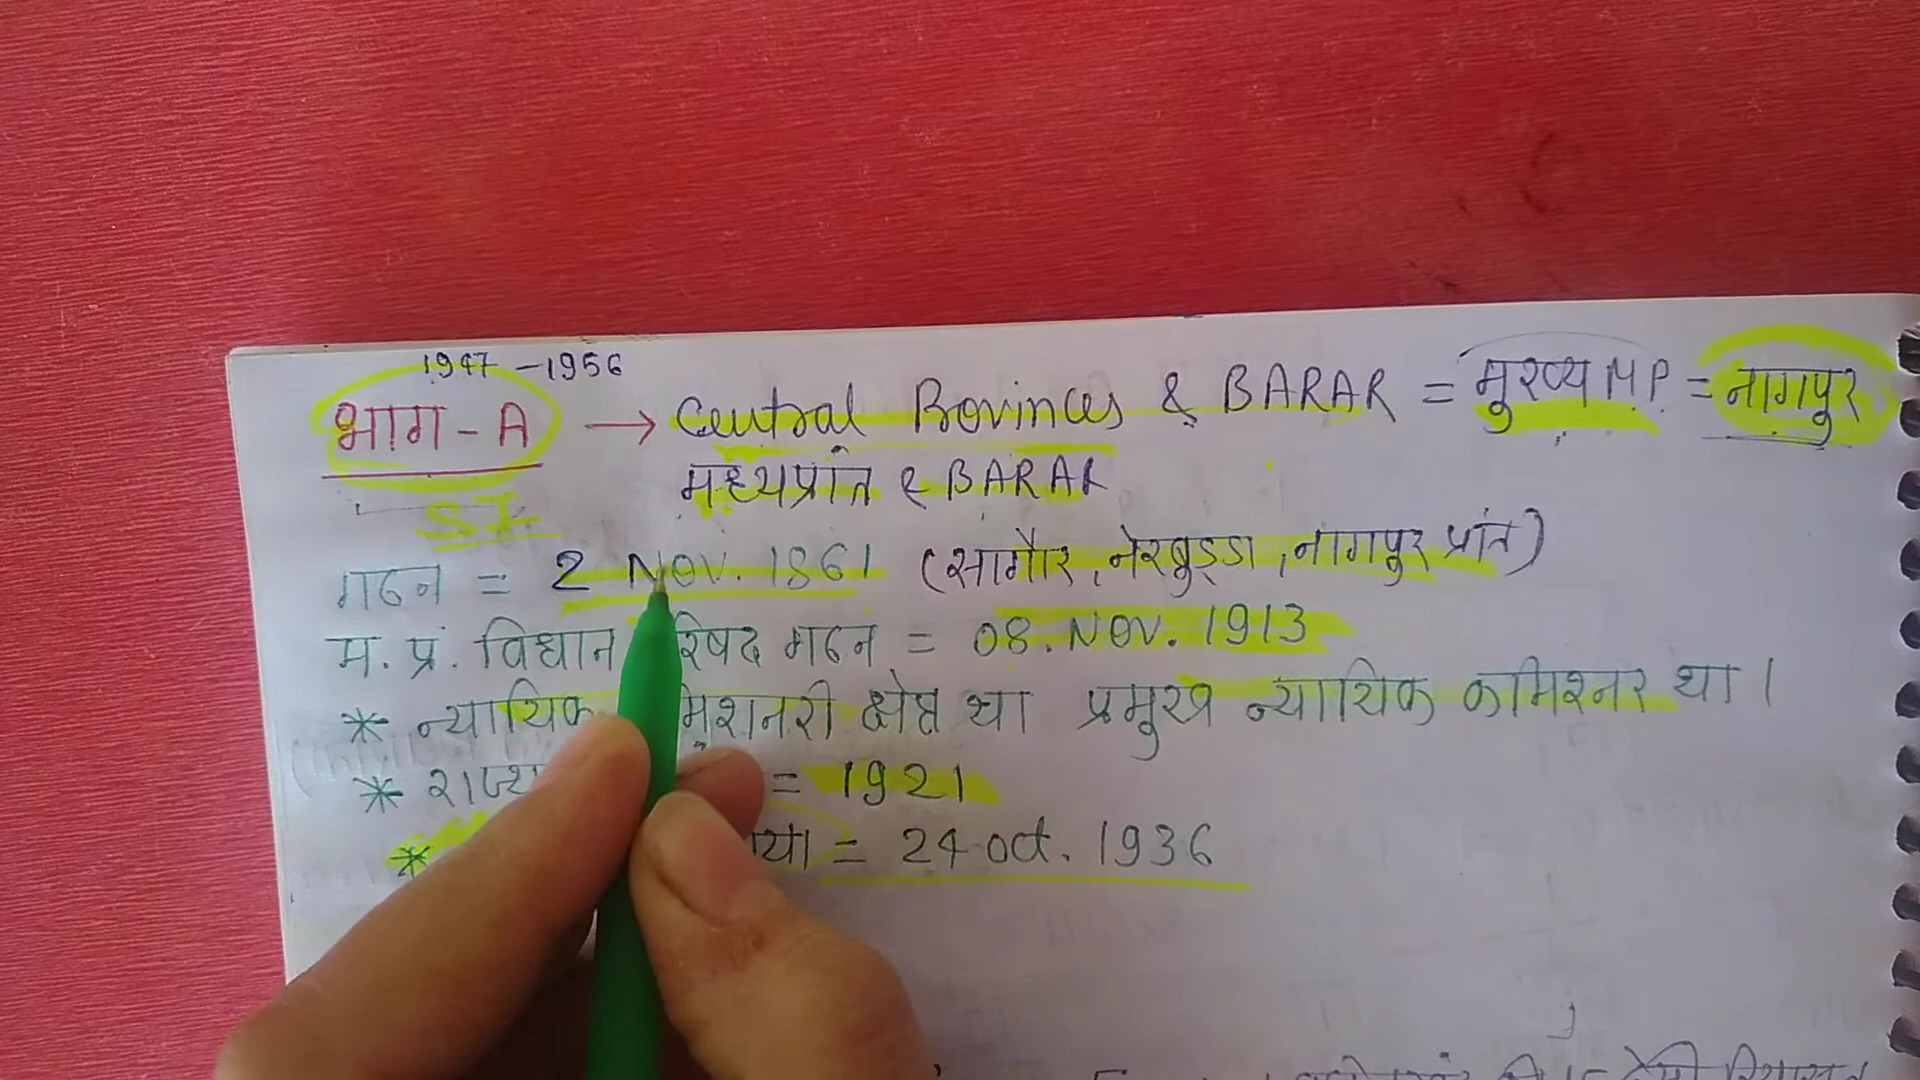 1947 - 1956
भाग - A → Central Provinces & BARAR = मुख्य M.P. = नागपुर
मध्यप्रांत & BARAR
गठन = 2 NOV. 1861 (सागौर, नेरबुड्डा, नागपुर प्रांत)
म. प्रं. विधान रिषद गठन = 08. NOV. 1913
* न्यायिक मिशनरी क्षेत्र था प्रमुख न्यायिक कमिश्नर था।
* राज्य = 1921
* = 24 oct. 1936